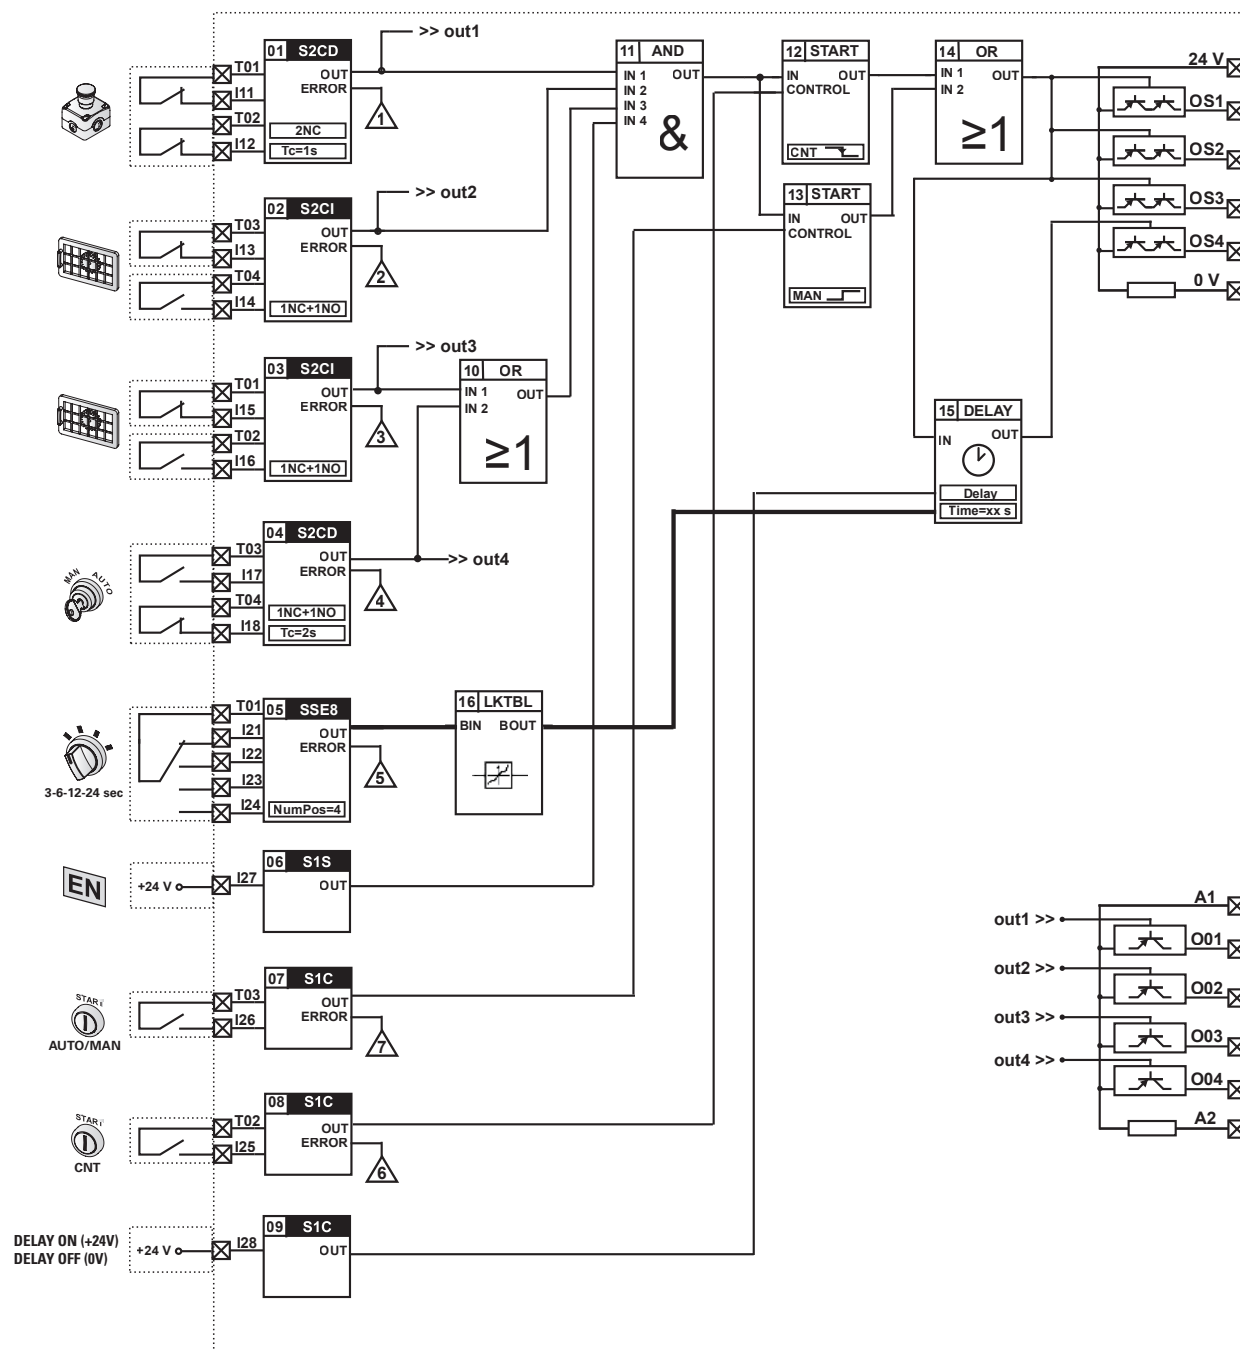 >> out1
01 S2CD
T01
OUT
ERROR
I11
1
T02
2NC
I12
Tc=1s
11 AND
IN 1 OUT
IN 2
IN 3
IN 4
&
12 START
IN OUT
CONTROL
CNT
14 OR
IN 1 OUT
IN 2
≥1
24 V
OS1
OS2
OS3
OS4
0 V
13 START
IN OUT
CONTROL
MAN
>> out2
02 S2CI
T03
OUT
ERROR
I13
2
T04
I14
1NC+1NO
>> out3
03 S2CI
T01
OUT
ERROR
I15
3
T02
I16
1NC+1NO
10 OR
IN 1 OUT
IN 2
≥1
15 DELAY
IN OUT
Delay
Time=xx s
04 S2CD
T03
OUT
ERROR
>> out4
I17
4
T04
1NC+1NO
I18
Tc=2s
MAN AUTO
05 SSE8
T01
OUT
ERROR
I21
I22
5
I23
I24
NumPos=4
3-6-12-24 sec
16 LKTBL
BIN BOUT
06 S1S
EN
+24 V
I27
OUT
A1
out1 >>
O01
out2 >>
O02
out3 >>
O03
out4 >>
O04
A2
07 S1C
T03
OUT
ERROR
I26
7
AUTO/MAN
08 S1C
T02
OUT
ERROR
I25
6
CNT
09 S1C
DELAY ON (+24V)
DELAY OFF (0V)
+24 V
I28
OUT